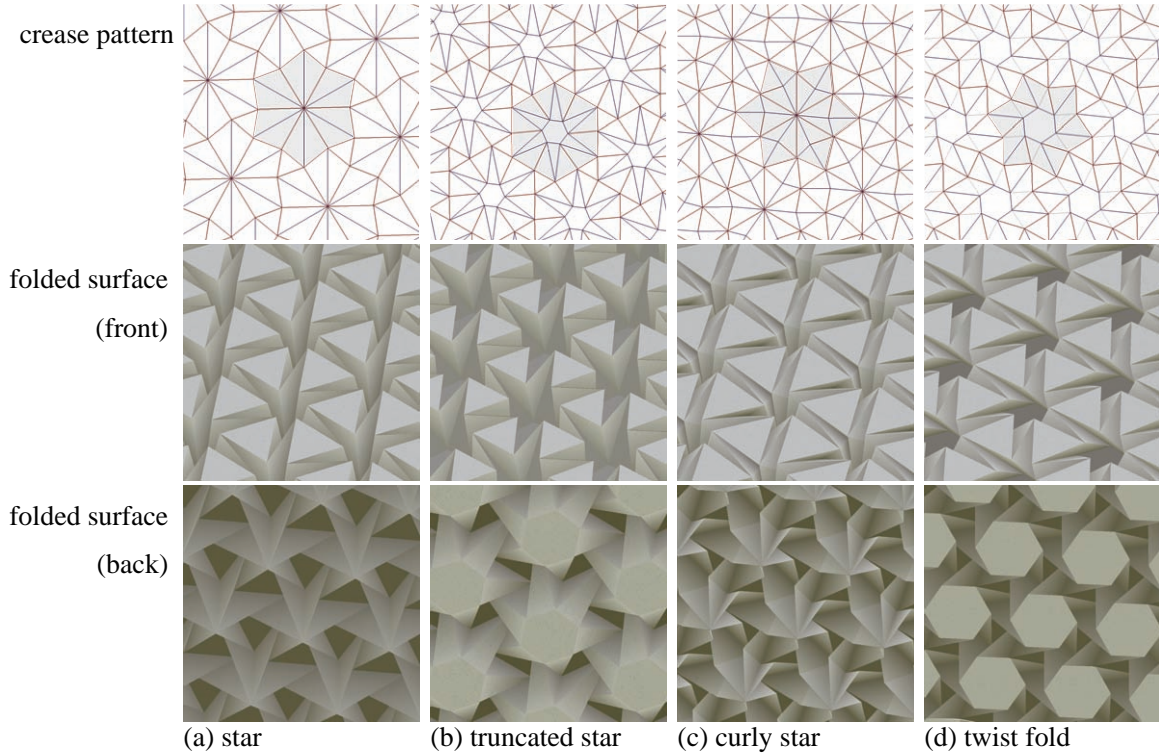 crease pattern
folded surface
(front)
folded surface
(back)
(a) star
(b) truncated star
(c) curly star
(d) twist fold